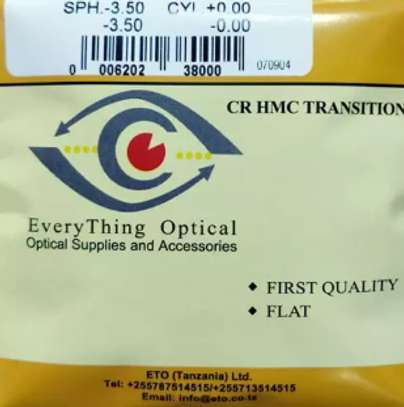 SPH.-3.50 CYL +0.00
-3.50 -0.00
0 006202 38000 070904
CR HMC TRANSITION
EveryThing Optical
Optical Supplies and Accessories
◆ FIRST QUALITY
◆ FLAT
ETO (Tanzania) Ltd.
Tel: +255787514515/+255713514515
Email: info@eto.co.tz